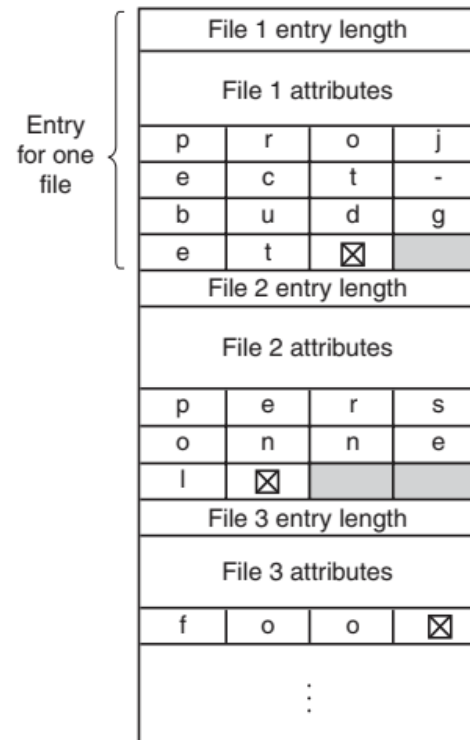 File 1 entry length
File 1 attributes
Entry
for one
file
p r o j
e c t -
b u d g
e t ☒
File 2 entry length
File 2 attributes
p e r s
o n n e
l ☒
File 3 entry length
File 3 attributes
f o o ☒
⋮